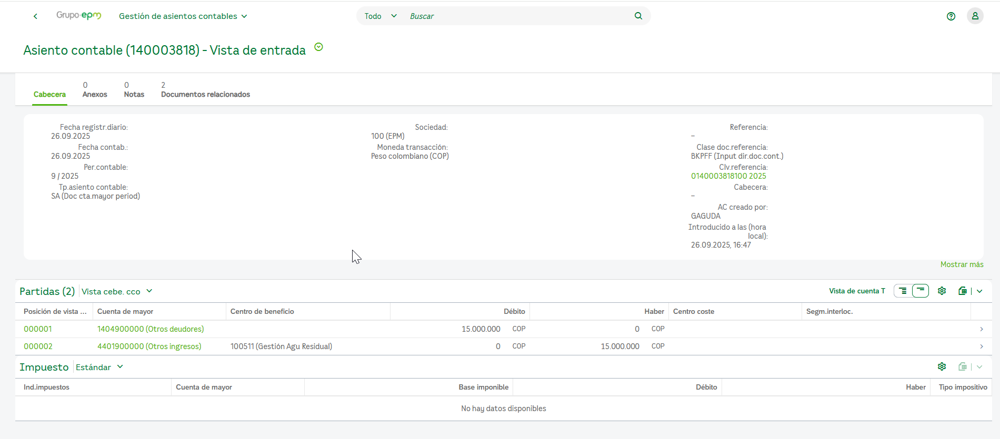 Grupo·epm
Gestión de asientos contables
Todo
Buscar
Asiento contable (140003818) - Vista de entrada
Cabecera
0
Anexos
0
Notas
2
Documentos relacionados
Fecha registr.diario:
26.09.2025
Fecha contab.:
26.09.2025
Per.contable:
9 / 2025
Tp.asiento contable:
SA (Doc cta.mayor period)
Sociedad:
100 (EPM)
Moneda transacción:
Peso colombiano (COP)
Referencia:
–
Clase doc.referencia:
BKPFF (Input dir.doc.cont.)
Clv.referencia:
0140003818100 2025
Cabecera:
–
AC creado por:
GAGUDA
Introducido a las (hora
local):
26.09.2025, 16:47
Mostrar más
Partidas (2) Vista cebe. cco
Vista de cuenta T
Posición de vista ... Cuenta de mayor Centro de beneficio Débito Haber Centro coste Segm.interloc.
000001 1404900000 (Otros deudores) 15.000.000 COP 0 COP
000002 4401900000 (Otros ingresos) 100511 (Gestión Agu Residual) 0 COP 15.000.000 COP
Impuesto Estándar
Ind.impuestos Cuenta de mayor Base imponible Débito Haber Tipo impositivo
No hay datos disponibles